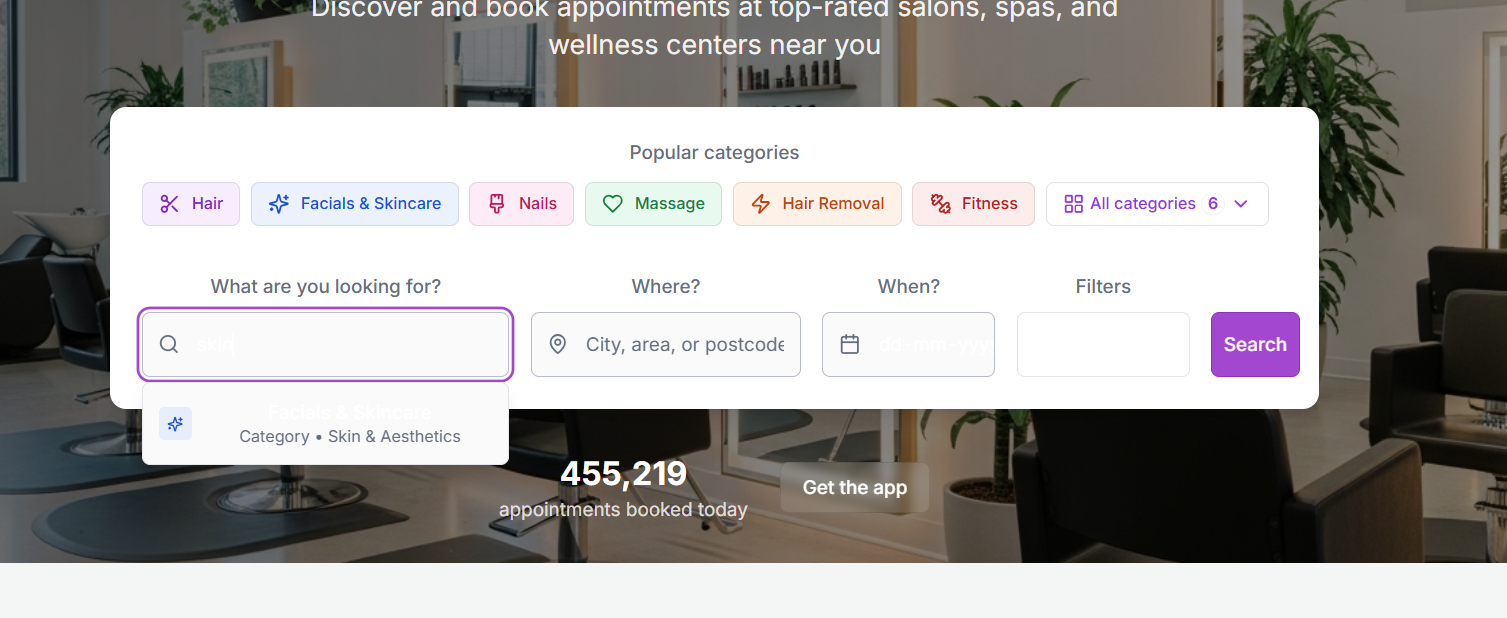 Discover and book appointments at top-rated salons, spas, and
wellness centers near you
Popular categories
Hair
Facials & Skincare
Nails
Massage
Hair Removal
Fitness
All categories 6
What are you looking for?
Where?
When?
Filters
skin
City, area, or postcode
dd-mm-yyy
Search
Facials & Skincare
Category • Skin & Aesthetics
455,219
appointments booked today
Get the app